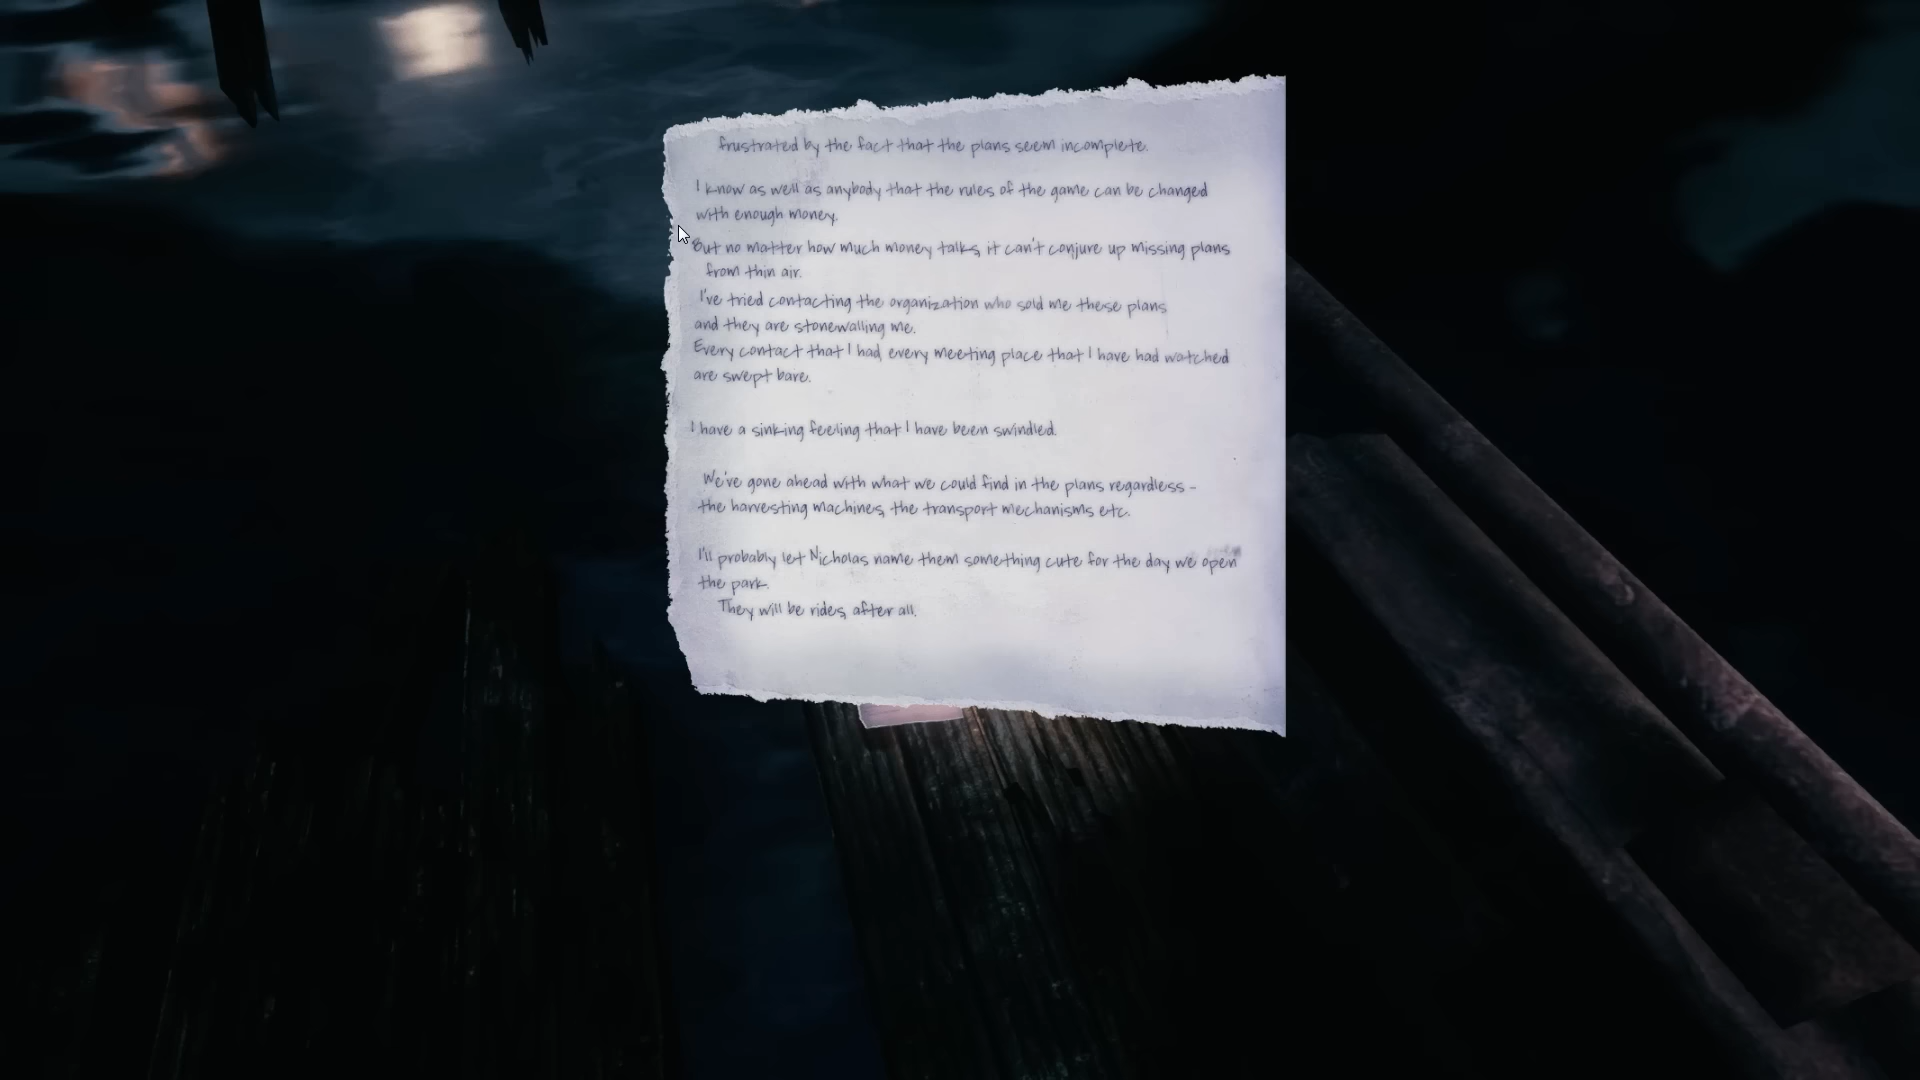 frustrated by the fact that the plans seem incomplete.
I know as well as anybody that the rules of the game can be changed
with enough money.
But no matter how much money talks, it can't conjure up missing plans
from thin air.
I've tried contacting the organization who sold me these plans
and they are stonewalling me.
Every contact that I had, every meeting place that I have had watched
are swept bare.
I have a sinking feeling that I have been swindled.
We've gone ahead with what we could find in the plans regardless -
the harvesting machines, the transport mechanisms etc.
I'll probably let Nicholas name them something cute for the day we open
the park.
They will be rides, after all.